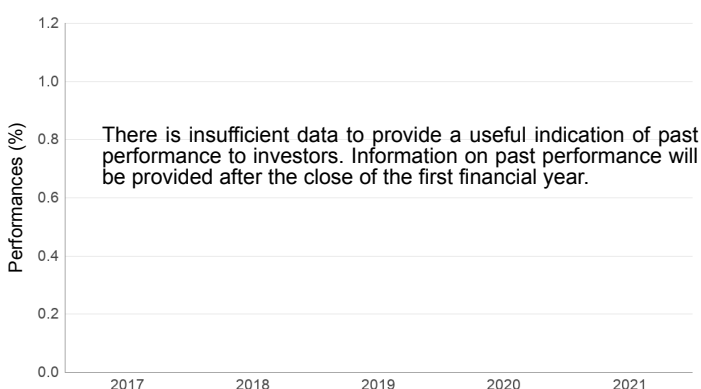 1.2
1.0
Performances (%)
0.8
There is insufficient data to provide a useful indication of past
performance to investors. Information on past performance will
be provided after the close of the first financial year.
0.6
0.4
0.2
0.0
2017 2018 2019 2020 2021